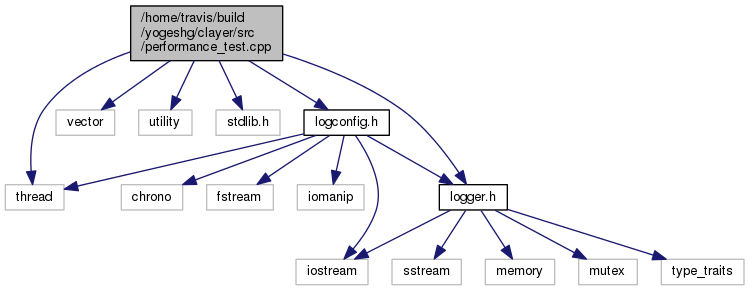 /home/travis/build
/yogeshg/clayer/src
/performance_test.cpp
vector
utility
stdlib.h
logconfig.h
thread
chrono
fstream
iomanip
logger.h
iostream
sstream
memory
mutex
type_traits